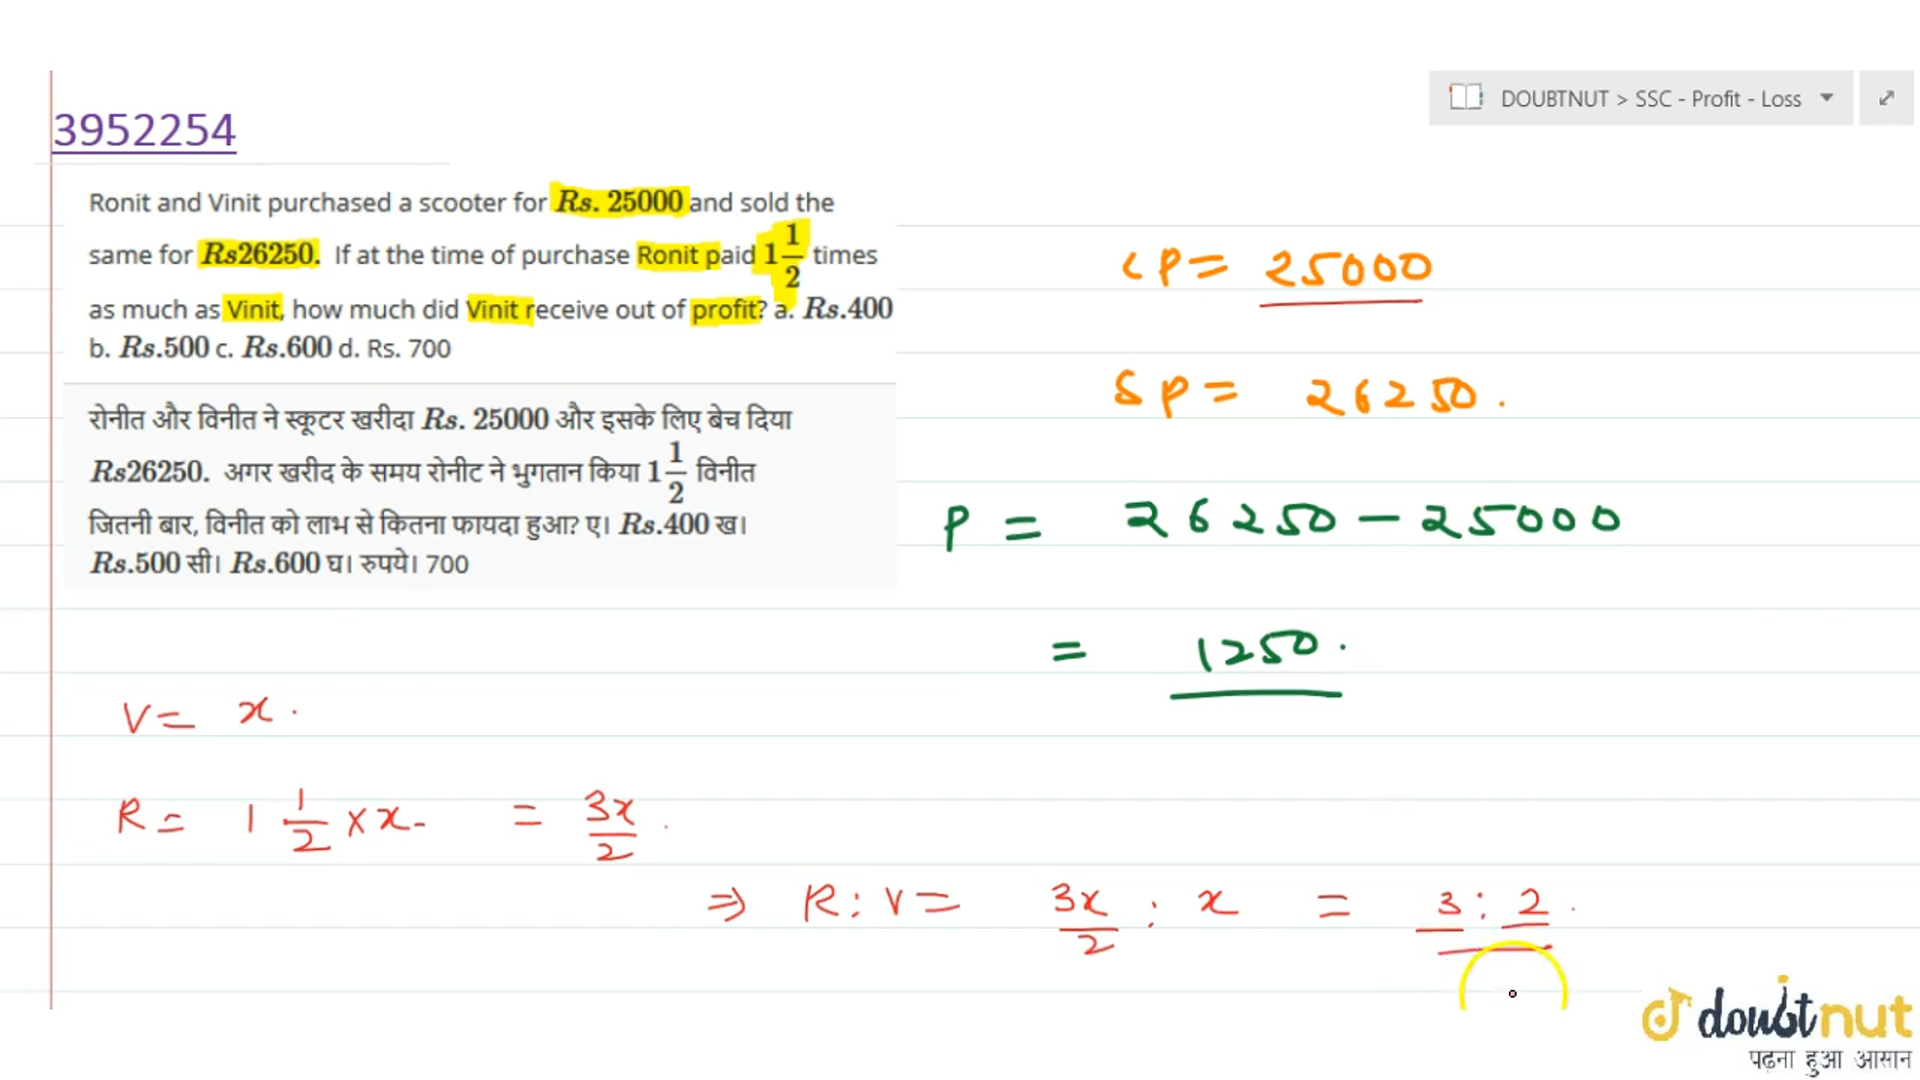 DOUBTNUT > SSC - Profit - Loss
3952254
Ronit and Vinit purchased a scooter for Rs. 25000 and sold the
same for Rs26250. If at the time of purchase Ronit paid 1 1/2 times
as much as Vinit, how much did Vinit receive out of profit? a. Rs.400
b. Rs.500 c. Rs.600 d. Rs. 700
रोनीत और विनीत ने स्कूटर खरीदा Rs. 25000 और इसके लिए बेच दिया
Rs26250. अगर खरीद के समय रोनीट ने भुगतान किया 1 1/2 विनीत
जितनी बार, विनीत को लाभ से कितना फायदा हुआ? ए। Rs.400 ख।
Rs.500 सी। Rs.600 घ। रुपये। 700
CP = 25000
SP = 26250.
P = 26250 - 25000
= 1250.
V = x.
R = 1 1/2 × x = 3x/2.
⇒ R : V = 3x/2 : x = 3 : 2.
doubtnut
पढ़ना हुआ आसान